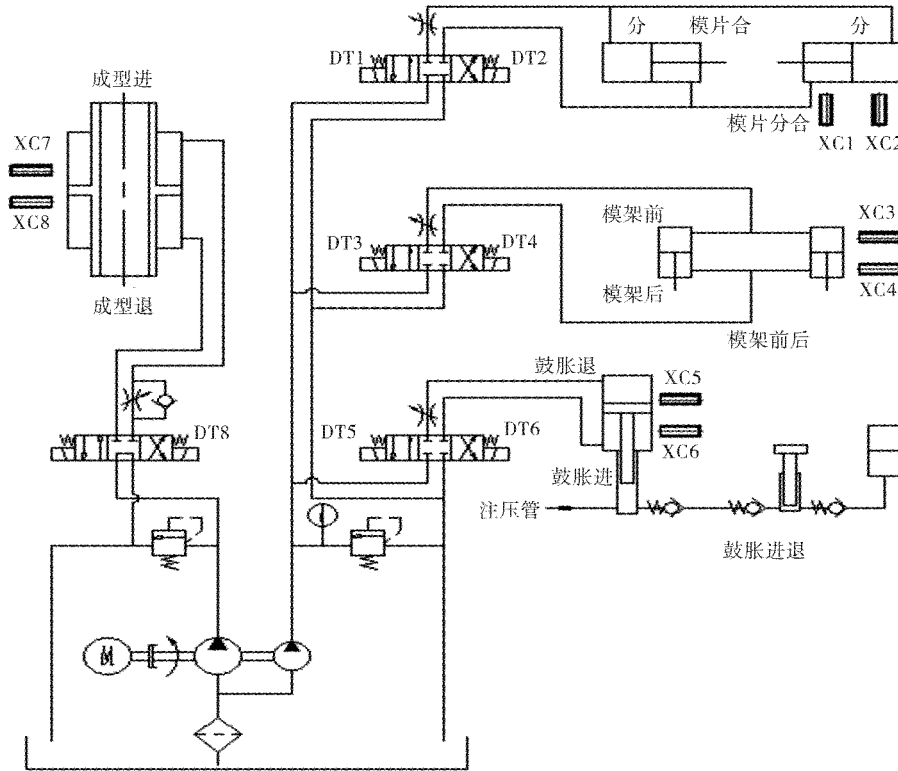 分
模片合
分
DT1
DT2
成型进
模片分合
XC1
XC2
XC7
XC8
模架前
XC3
DT3
DT4
模架后
XC4
成型退
模架前后
鼓胀退
XC5
DT8
DT5
DT6
XC6
鼓胀进
注压管
鼓胀进退
M